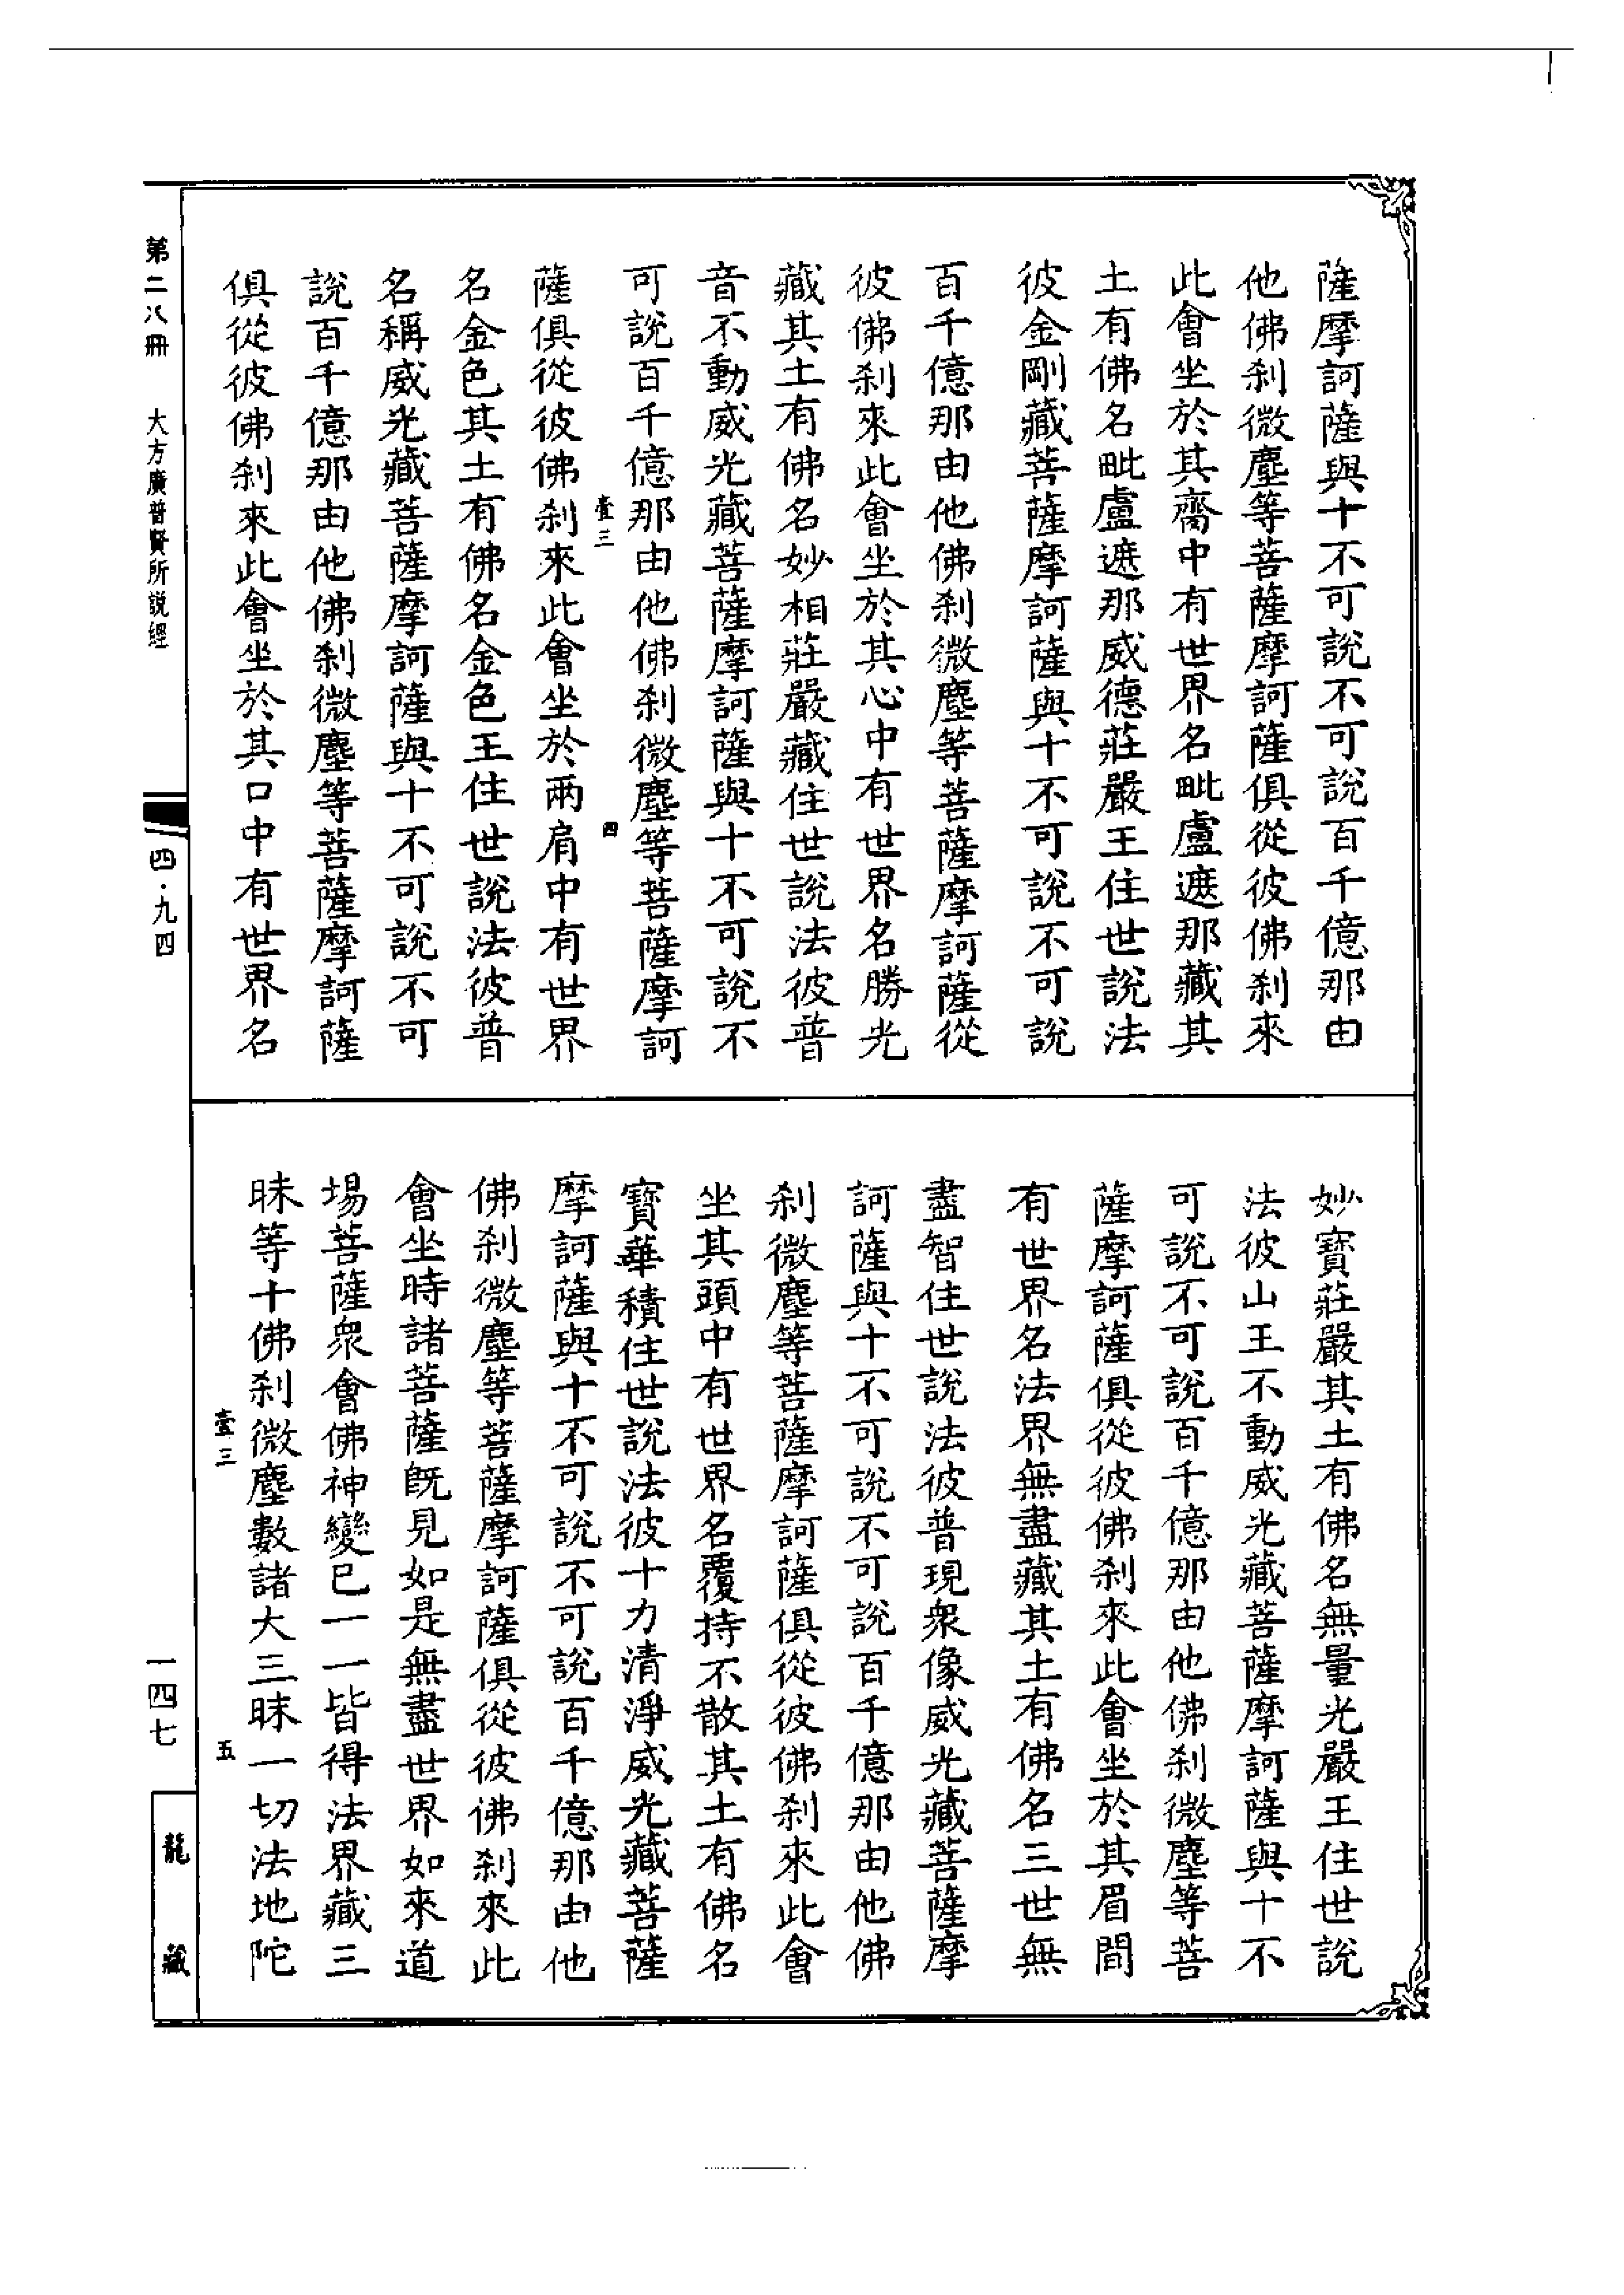 薩摩訶薩與十不可說不可說百千億那由
他佛刹微塵等菩薩摩訶薩俱從彼佛刹來
此會坐於其齎中有世界名毗盧遮那藏其
土有佛名毗盧遮那威德莊嚴王住世說法
彼金剛藏菩薩摩訶薩與十不可說不可說
百千億那由他佛刹微塵等菩薩摩訶薩從
彼佛刹來此會坐於其心中有世界名勝光
藏其土有佛名妙相莊嚴藏住世說法彼普
音不動威光藏菩薩摩訶薩與十不可說不
可說百千億那由他佛刹微塵等菩薩摩訶
臺三
四
薩俱從彼佛刹來此會坐於兩肩中有世界
名金色其土有佛名金色王住世說法彼普
名稱威光藏菩薩摩訶薩與十不可說不可
說百千億那由他佛刹微塵等菩薩摩訶薩
俱從彼佛刹來此會坐於其口中有世界名
妙寶莊嚴其土有佛名無量光嚴王住世說
法彼山王不動威光藏菩薩摩訶薩與十不
可說不可說百千億那由他佛刹微塵等菩
薩摩訶薩俱從彼佛刹來此會坐於其眉間
有世界名法界無盡藏其土有佛名三世無
盡智住世說法彼普現衆像威光藏菩薩摩
訶薩與十不可說不可說百千億那由他佛
刹微塵等菩薩摩訶薩俱從彼佛刹來此會
坐其頭中有世界名覆持不散其土有佛名
寶華積住世說法彼十力清淨威光藏菩薩
摩訶薩與十不可說不可說百千億那由他
佛刹微塵等菩薩摩訶薩俱從彼佛刹來此
會坐時諸菩薩旣見如是無盡世界如來道
場菩薩衆會佛神變已一一皆得法界藏三
昧等十佛刹微塵數諸大三昧一切法地陀
臺三
五
第二八冊 大方廣普賢所説經
四·九四
一四七
龍藏